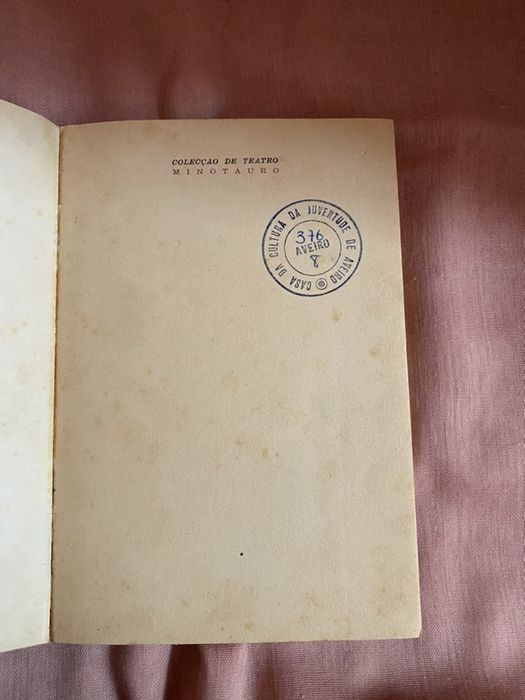 COLECÇÃO DE TEATRO
MINOTAURO
CASA DA CULTURA DA JUVENTUDE DE AVEIRO
376
AVEIRO
8